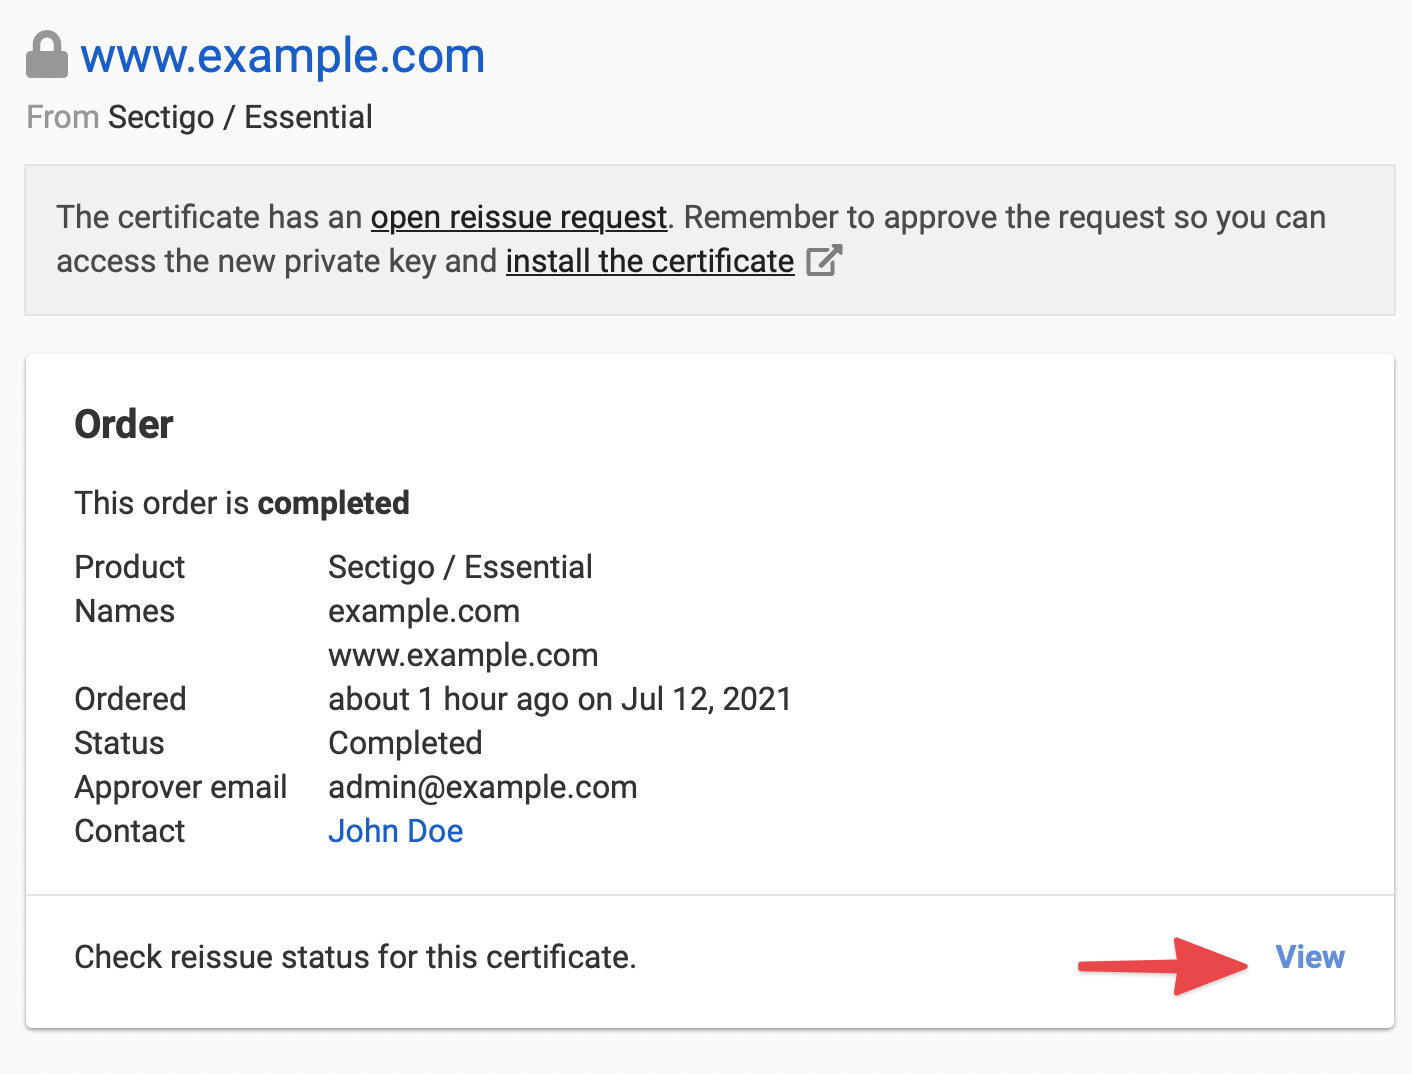 www.example.com
From Sectigo / Essential
The certificate has an open reissue request. Remember to approve the request so you can
access the new private key and install the certificate
Order
This order is completed
Product Sectigo / Essential
Names example.com
www.example.com
Ordered about 1 hour ago on Jul 12, 2021
Status Completed
Approver email admin@example.com
Contact John Doe
Check reissue status for this certificate. View